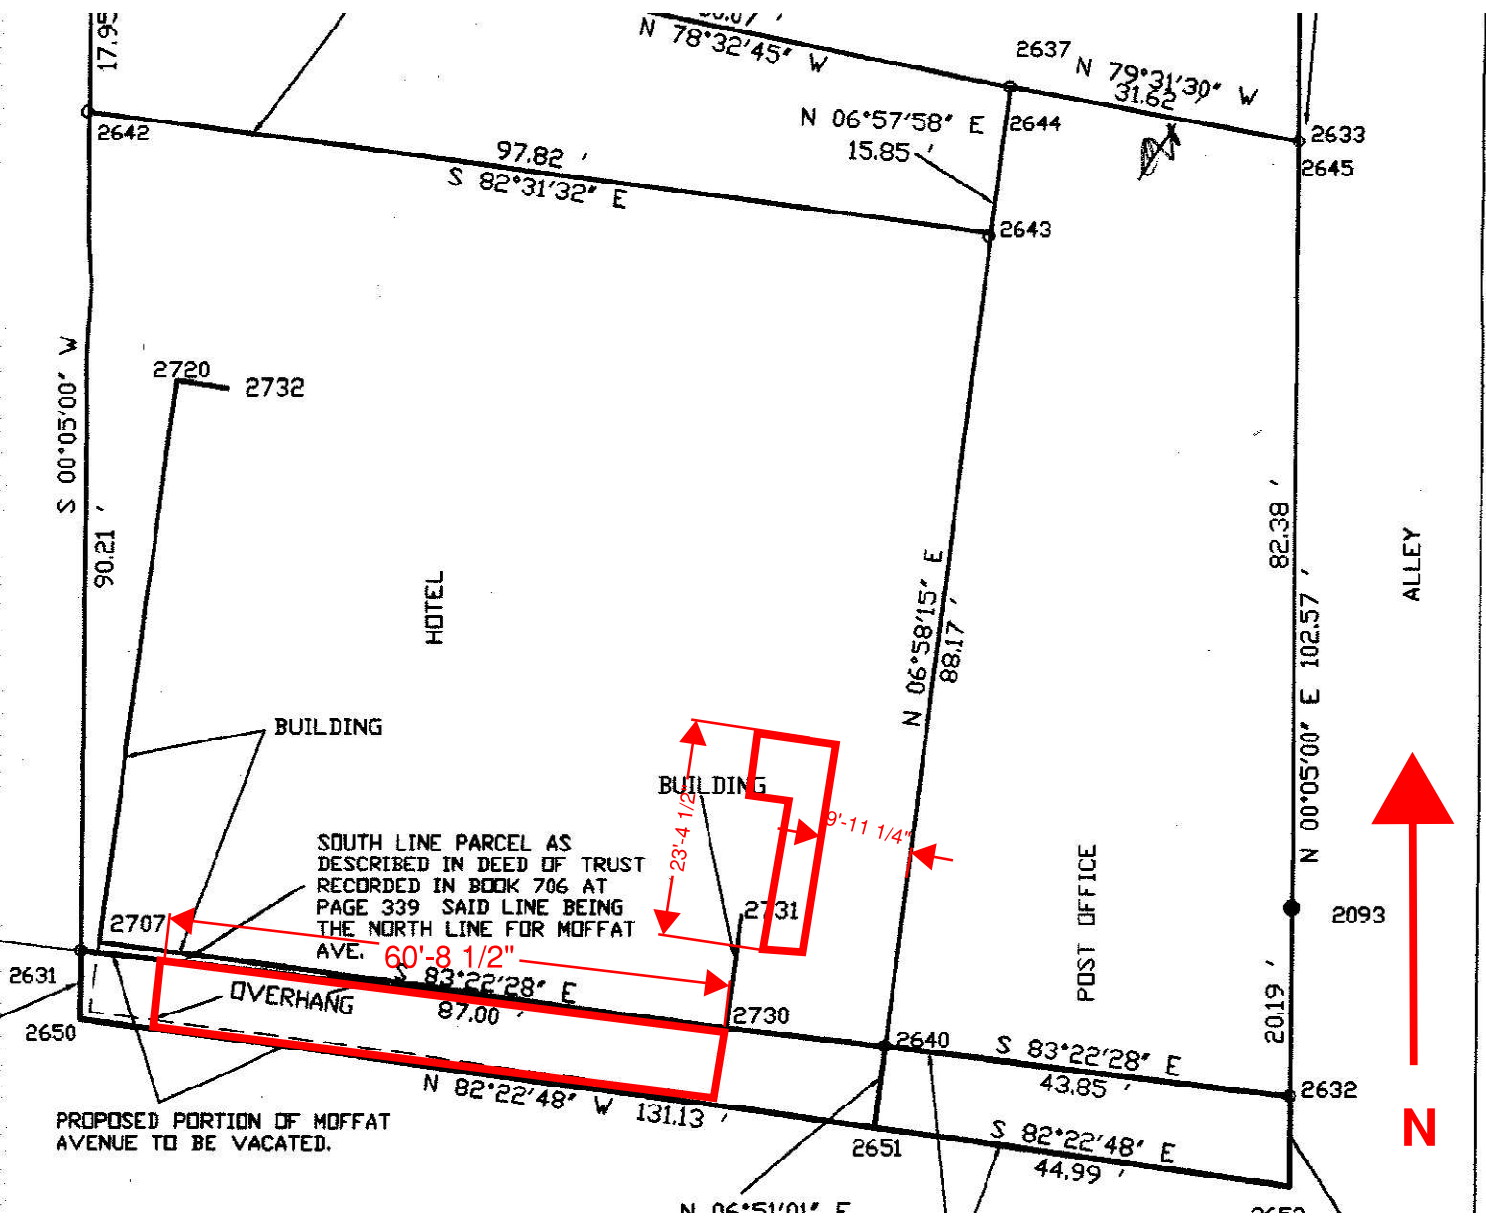 17.95
N 78°32'45" W
2637
N 79°31'30" W
31.62 '
2642
97.82 '
S 82°31'32" E
N 06°57'58" E
15.85 '
2644
2633
2645
2643
S 00°05'00" W
90.21 '
2720
2732
HOTEL
N 06°58'15" E
88.17 '
82.38 '
N 00°05'00" E 102.57 '
ALLEY
BUILDING
BUILDING
23'-4 1/2"
9'-11 1/4"
SOUTH LINE PARCEL AS
DESCRIBED IN DEED OF TRUST
RECORDED IN BOOK 706 AT
PAGE 339 SAID LINE BEING
THE NORTH LINE FOR MOFFAT
AVE.
2707
2731
60'-8 1/2"
POST OFFICE
2093
2631
S 83°22'28" E
87.00 '
OVERHANG
2730
2650
2640
S 83°22'28" E
43.85 '
20.19 '
2632
N 82°22'48" W 131.13 '
PROPOSED PORTION OF MOFFAT
AVENUE TO BE VACATED.
2651
S 82°22'48" E
44.99 '
N
N 06°51'01" E